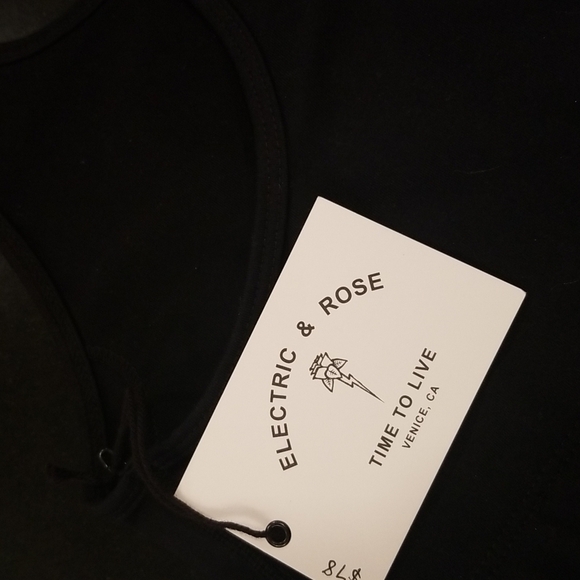 ELECTRIC & ROSE
TIME TO LIVE
VENICE, CA
$78